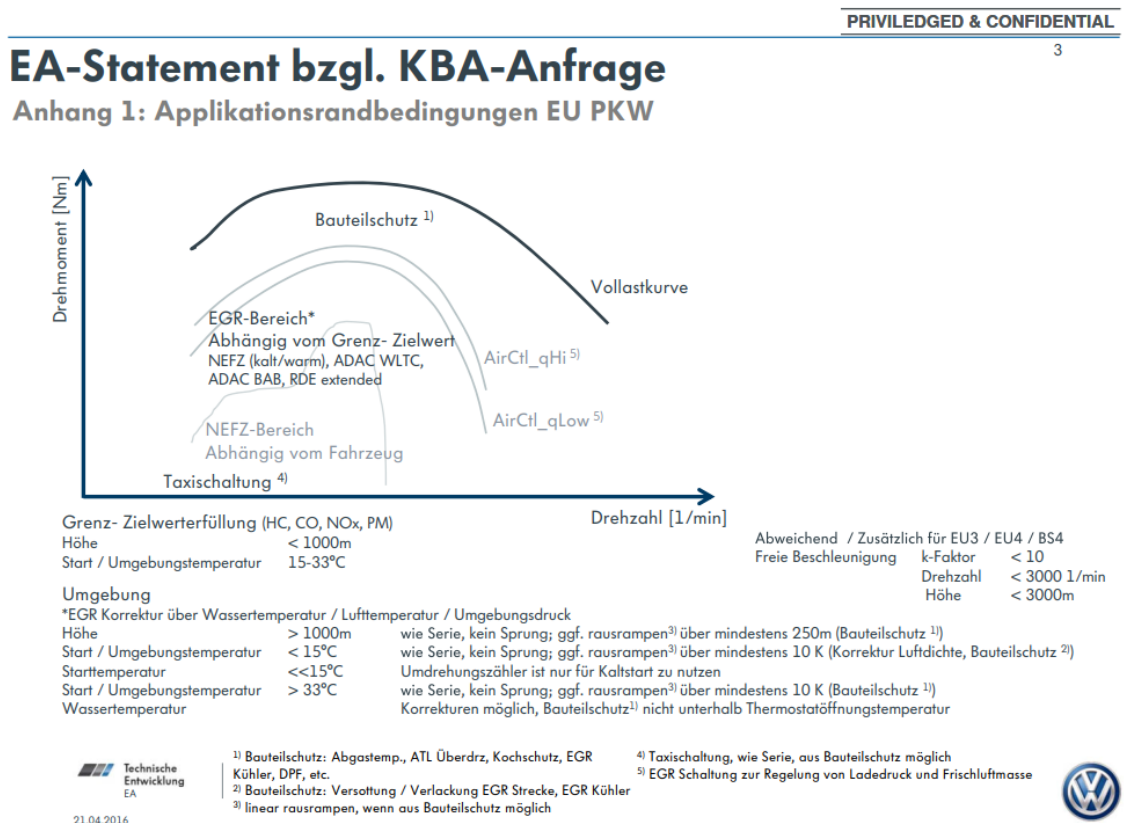 PRIVILEDGED & CONFIDENTIAL
3
EA-Statement bzgl. KBA-Anfrage
Anhang 1: Applikationsrandbedingungen EU PKW
Drehmoment [Nm]
Bauteilschutz 1)
Vollastkurve
EGR-Bereich*
Abhängig vom Grenz- Zielwert
NEFZ (kalt/warm), ADAC WLTC,
ADAC BAB, RDE extended
AirCtl_qHi 5)
AirCtl_qLow 5)
NEFZ-Bereich
Abhängig vom Fahrzeug
Taxischaltung 4)
Drehzahl [1/min]
Grenz- Zielwerterfüllung (HC, CO, NOx, PM)
Höhe < 1000m
Start / Umgebungstemperatur 15-33°C
Abweichend / Zusätzlich für EU3 / EU4 / BS4
Freie Beschleunigung k-Faktor < 10
Drehzahl < 3000 1/min
Höhe < 3000m
Umgebung
*EGR Korrektur über Wassertemperatur / Lufttemperatur / Umgebungsdruck
Höhe > 1000m wie Serie, kein Sprung; ggf. rausrampen3) über mindestens 250m (Bauteilschutz 1))
Start / Umgebungstemperatur < 15°C wie Serie, kein Sprung; ggf. rausrampen3) über mindestens 10 K (Korrektur Luftdichte, Bauteilschutz 2))
Starttemperatur <<15°C Umdrehungszähler ist nur für Kaltstart zu nutzen
Start / Umgebungstemperatur > 33°C wie Serie, kein Sprung; ggf. rausrampen3) über mindestens 10 K (Bauteilschutz 1))
Wassertemperatur Korrekturen möglich, Bauteilschutz1) nicht unterhalb Thermostatöffnungstemperatur
Technische
Entwicklung
EA
21.04.2016
1) Bauteilschutz: Abgastemp., ATL Überdrz, Kochschutz, EGR
Kühler, DPF, etc.
2) Bauteilschutz: Versottung / Verlackung EGR Strecke, EGR Kühler
3) linear rausrampen, wenn aus Bauteilschutz möglich
4) Taxischaltung, wie Serie, aus Bauteilschutz möglich
5) EGR Schaltung zur Regelung von Ladedruck und Frischluftmasse